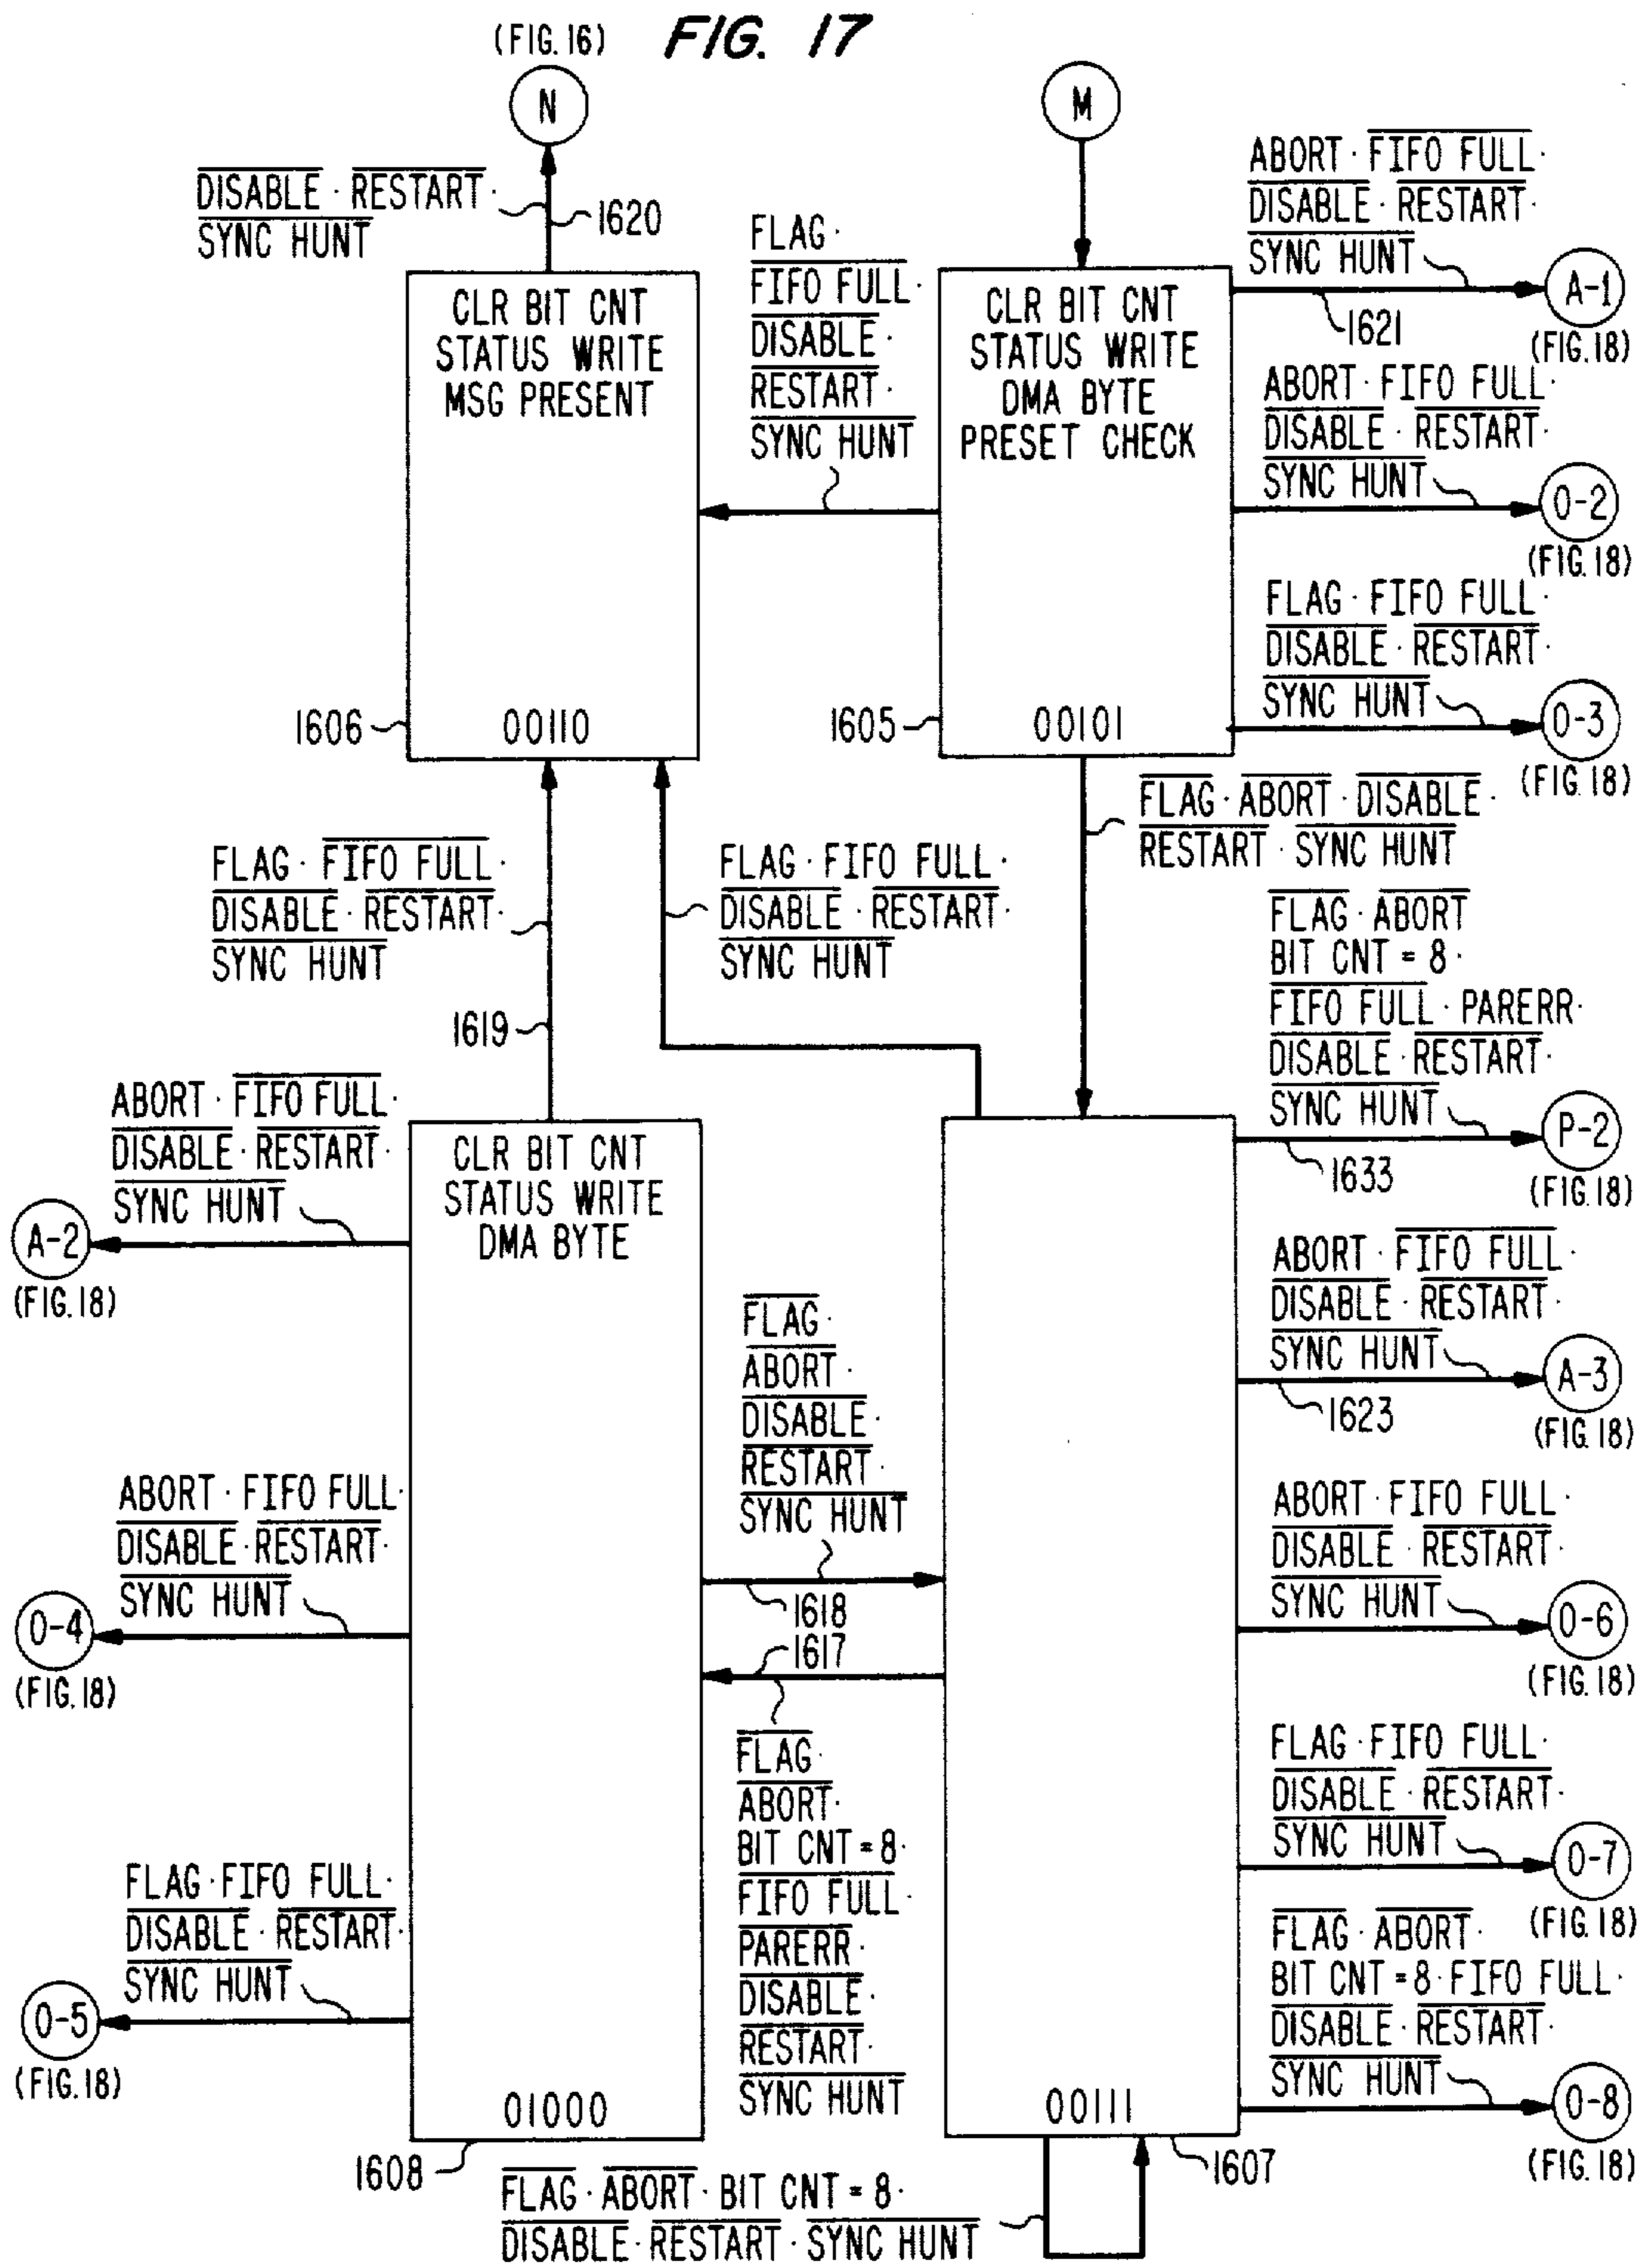 FIG. 17
(FIG. 16)
N
M
DISABLE · RESTART ·
SYNC HUNT
1620
CLR BIT CNT
STATUS WRITE
MSG PRESENT
1606
00110
FLAG ·
FIFO FULL ·
DISABLE ·
RESTART ·
SYNC HUNT
CLR BIT CNT
STATUS WRITE
DMA BYTE
PRESET CHECK
1605
00101
ABORT · FIFO FULL ·
DISABLE · RESTART ·
SYNC HUNT
1621
A-1
(FIG. 18)
ABORT · FIFO FULL ·
DISABLE · RESTART ·
SYNC HUNT
O-2
(FIG. 18)
FLAG · FIFO FULL ·
DISABLE · RESTART ·
SYNC HUNT
O-3
(FIG. 18)
FLAG · ABORT · DISABLE ·
RESTART · SYNC HUNT
FLAG · FIFO FULL ·
DISABLE · RESTART ·
SYNC HUNT
1619
FLAG · FIFO FULL ·
DISABLE · RESTART ·
SYNC HUNT
FLAG · ABORT
BIT CNT = 8 ·
FIFO FULL · PARERR ·
DISABLE · RESTART ·
SYNC HUNT
1633
P-2
(FIG. 18)
ABORT · FIFO FULL ·
DISABLE · RESTART ·
SYNC HUNT
A-2
(FIG. 18)
CLR BIT CNT
STATUS WRITE
DMA BYTE
ABORT · FIFO FULL ·
DISABLE · RESTART ·
SYNC HUNT
1623
A-3
(FIG. 18)
FLAG ·
ABORT ·
DISABLE ·
RESTART ·
SYNC HUNT
1618
1617
ABORT · FIFO FULL ·
DISABLE · RESTART ·
SYNC HUNT
O-4
(FIG. 18)
ABORT · FIFO FULL ·
DISABLE · RESTART ·
SYNC HUNT
O-6
(FIG. 18)
FLAG ·
ABORT ·
BIT CNT = 8 ·
FIFO FULL ·
PARERR ·
DISABLE ·
RESTART ·
SYNC HUNT
FLAG · FIFO FULL ·
DISABLE · RESTART ·
SYNC HUNT
O-7
(FIG. 18)
FLAG · FIFO FULL ·
DISABLE · RESTART ·
SYNC HUNT
O-5
(FIG. 18)
FLAG · ABORT ·
BIT CNT = 8 · FIFO FULL ·
DISABLE · RESTART ·
SYNC HUNT
O-8
(FIG. 18)
01000
1608
00111
1607
FLAG · ABORT · BIT CNT = 8 ·
DISABLE · RESTART · SYNC HUNT